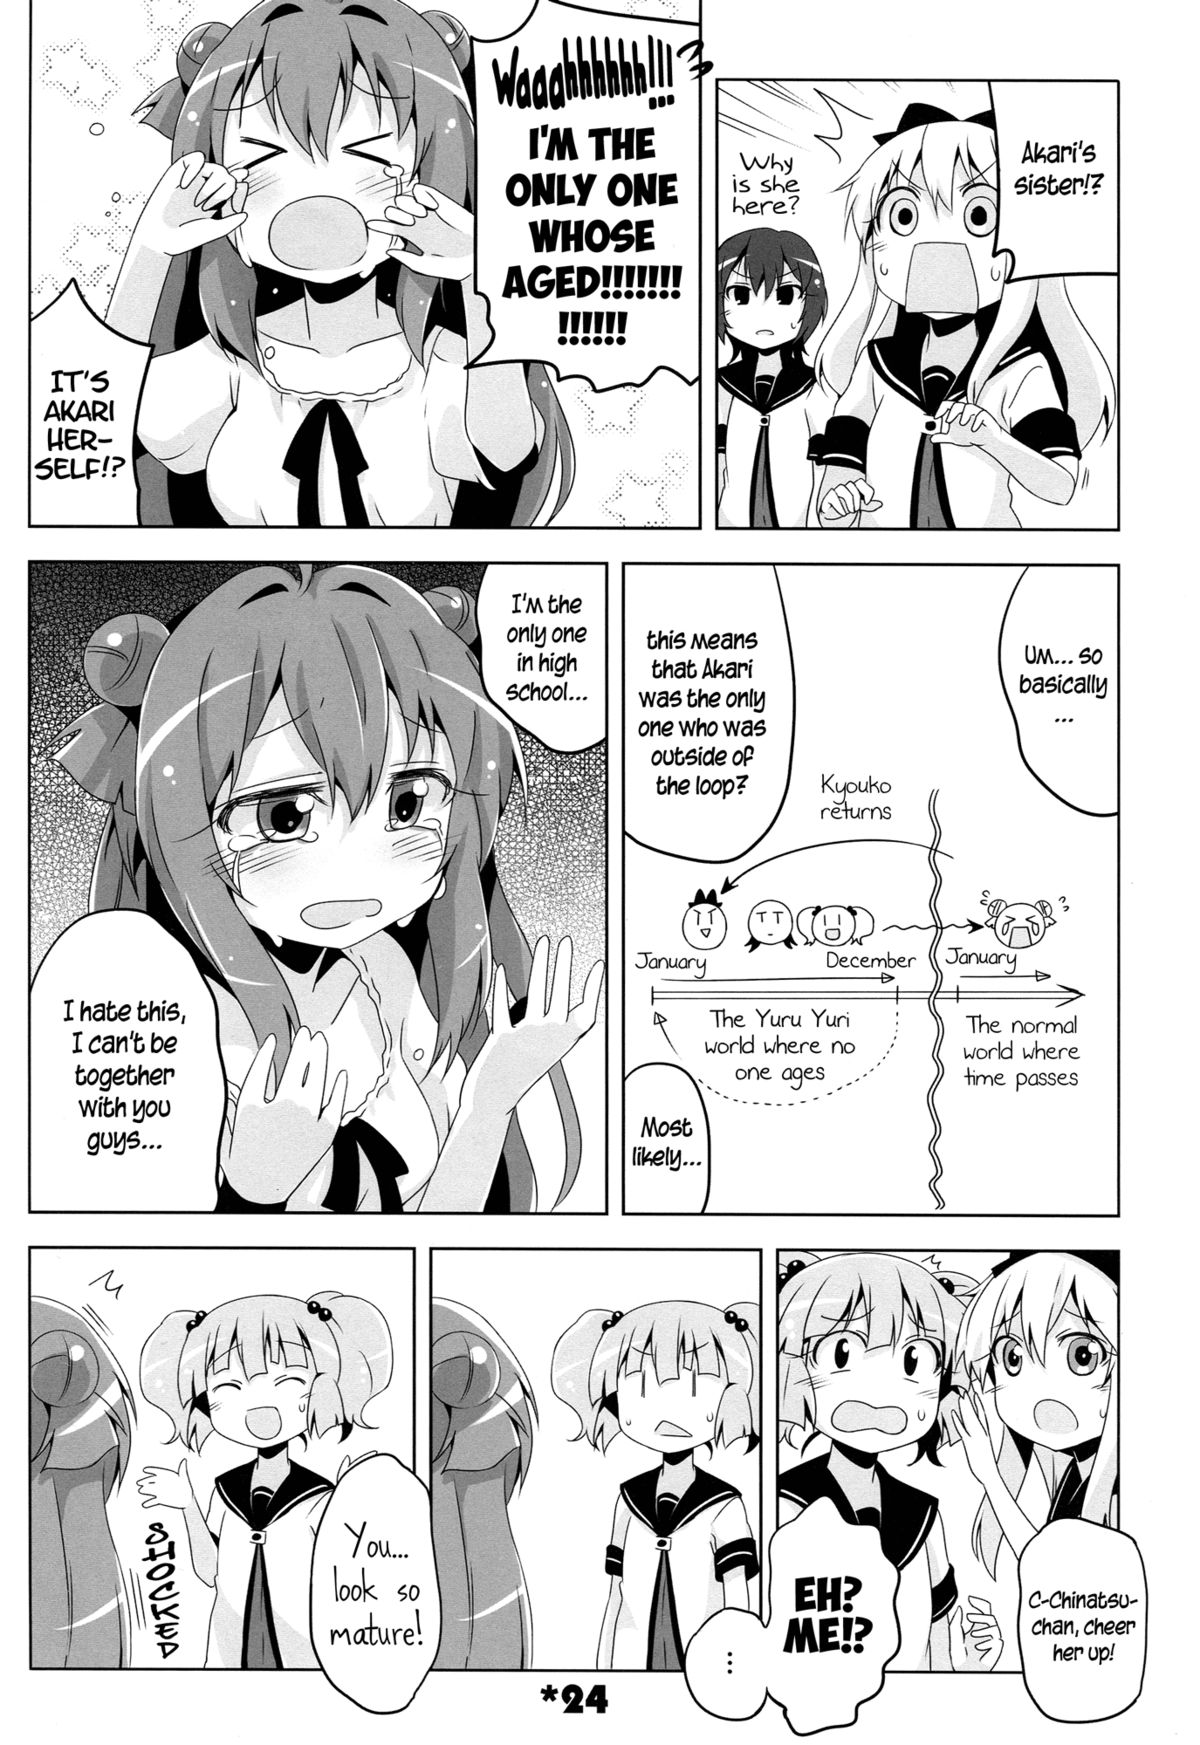 Akari's
sister!?
Why
is she
here?
Waaahhhhhhh!!!
I'M THE
ONLY ONE
WHOSE
AGED!!!!!!!
!!!!!!
IT'S
AKARI
HER-
SELF!?
Um... so
basically
...
this means
that Akari
was the only
one who was
outside of
the loop?
Kyouko
returns
January
December
January
The Yuru Yuri
world where no
one ages
The normal
world where
time passes
Most
likely...
I'm the
only one
in high
school...
I hate this,
I can't be
together
with you
guys...
C-Chinatsu-
chan, cheer
her up!
EH?
ME!?
...
You...
look so
mature!
SHOCKED
*24